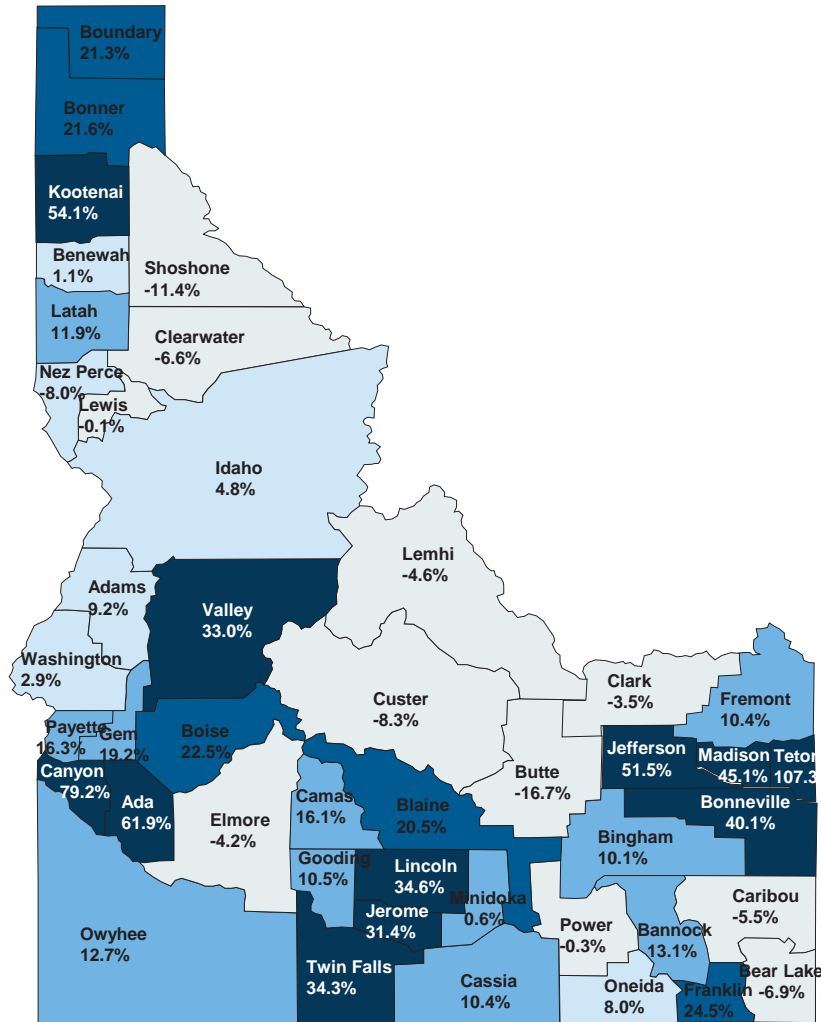 Boundary
21.3%
Bonner
21.6%
Kootenai
54.1%
Benewah
1.1%
Shoshone
-11.4%
Latah
11.9%
Clearwater
-6.6%
Nez Perce
-8.0%
Lewis
-0.1%
Idaho
4.8%
Lemhi
-4.6%
Adams
9.2%
Valley
33.0%
Washington
2.9%
Custer
-8.3%
Clark
-3.5%
Fremont
10.4%
Payette
16.3%
Gem
19.2%
Boise
22.5%
Jefferson
51.5%
Madison
45.1%
Teton
107.3
Canyon
79.2%
Ada
61.9%
Elmore
-4.2%
Camas
16.1%
Blaine
20.5%
Butte
-16.7%
Bonneville
40.1%
Bingham
10.1%
Gooding
10.5%
Lincoln
34.6%
Minidoka
0.6%
Jerome
31.4%
Caribou
-5.5%
Power
-0.3%
Bannock
13.1%
Owyhee
12.7%
Twin Falls
34.3%
Cassia
10.4%
Oneida
8.0%
Franklin
24.5%
Bear Lake
-6.9%